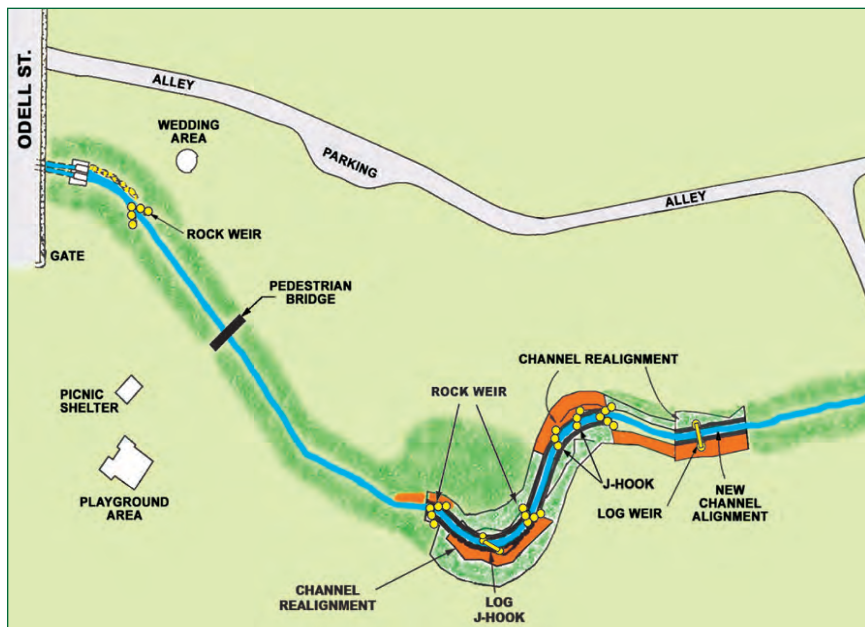 ODELL ST.
ALLEY
WEDDING
AREA
PARKING
ALLEY
ROCK WEIR
GATE
PEDESTRIAN
BRIDGE
CHANNEL REALIGNMENT
PICNIC
SHELTER
ROCK WEIR
PLAYGROUND
AREA
J-HOOK
LOG WEIR
NEW
CHANNEL
ALIGNMENT
CHANNEL
REALIGNMENT
LOG
J-HOOK